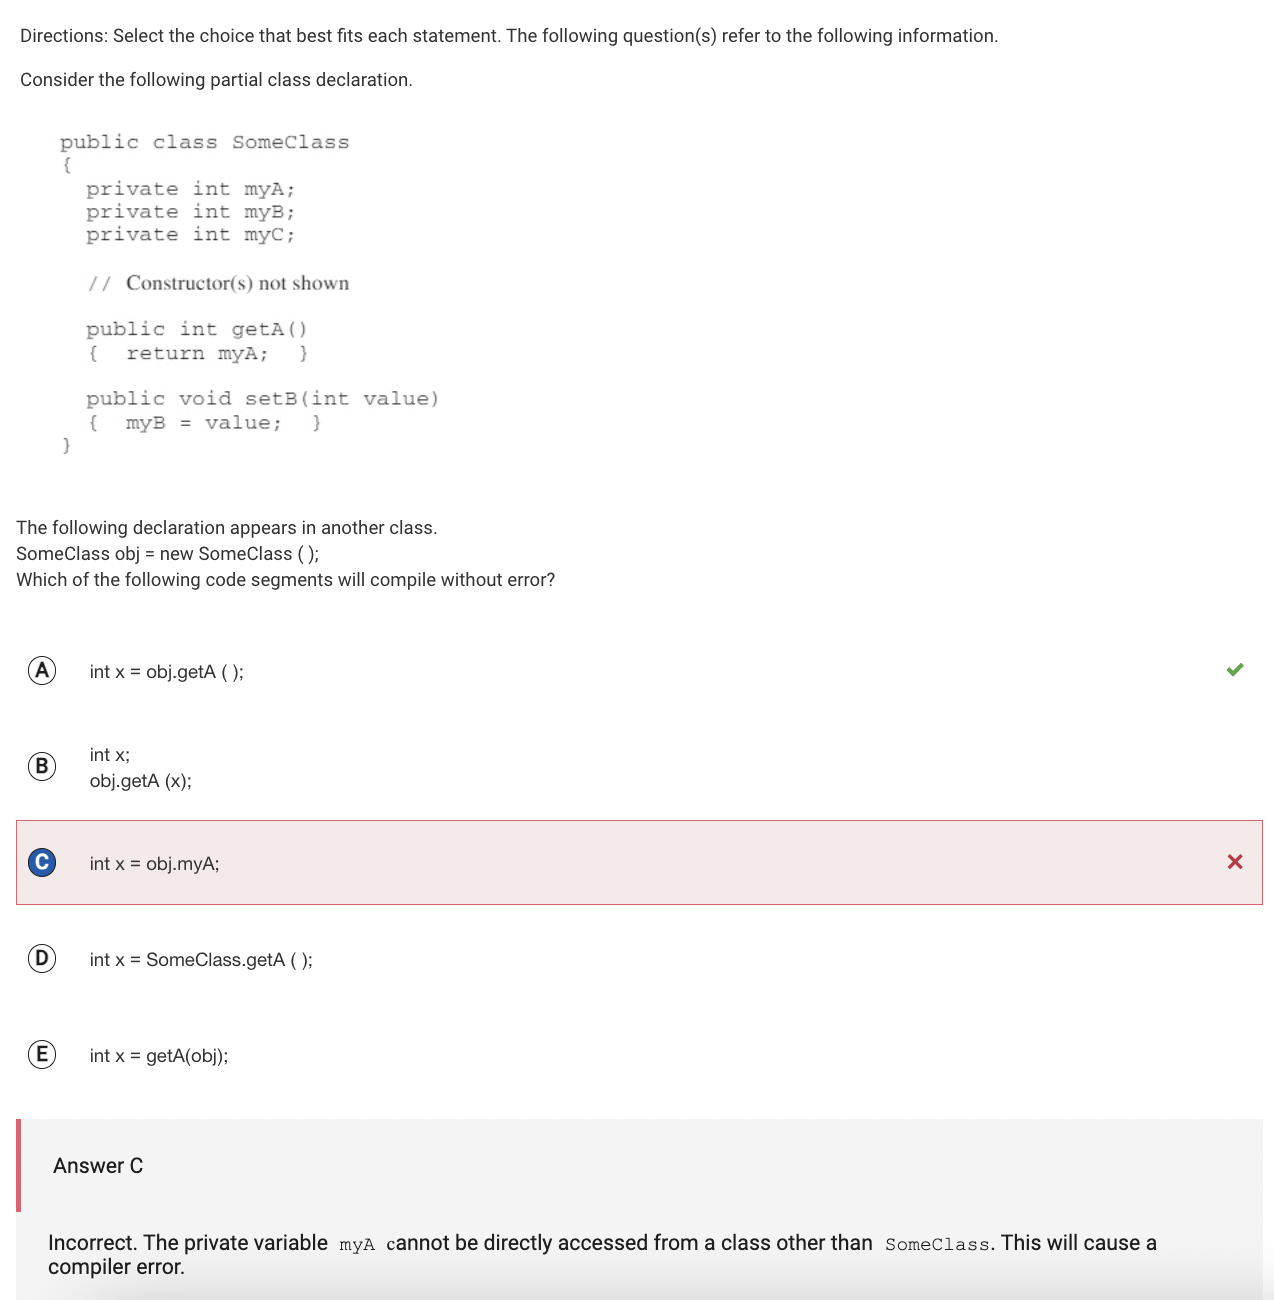 Directions: Select the choice that best fits each statement. The following question(s) refer to the following information.
Consider the following partial class declaration.
public class SomeClass
{
private int myA;
private int myB;
private int myC;
// Constructor(s) not shown
public int getA()
{ return myA; }
public void setB(int value)
{ myB = value; }
}
The following declaration appears in another class.
SomeClass obj = new SomeClass ( );
Which of the following code segments will compile without error?
A int x = obj.getA ( );
B int x;
obj.getA (x);
C int x = obj.myA;
D int x = SomeClass.getA ( );
E int x = getA(obj);
Answer C
Incorrect. The private variable myA cannot be directly accessed from a class other than SomeClass. This will cause a
compiler error.